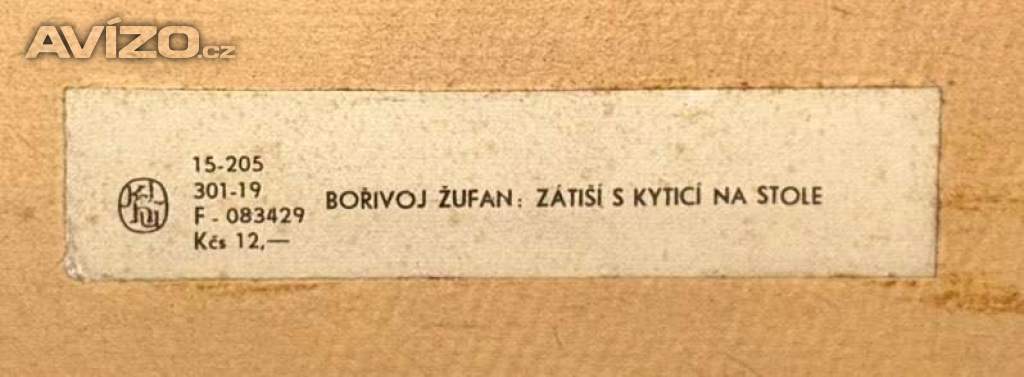 AVÍZO.cz
15-205
301-19
F - 083429
Kčs 12,—
BOŘIVOJ ŽUFAN: ZÁTIŠÍ S KYTICÍ NA STOLE